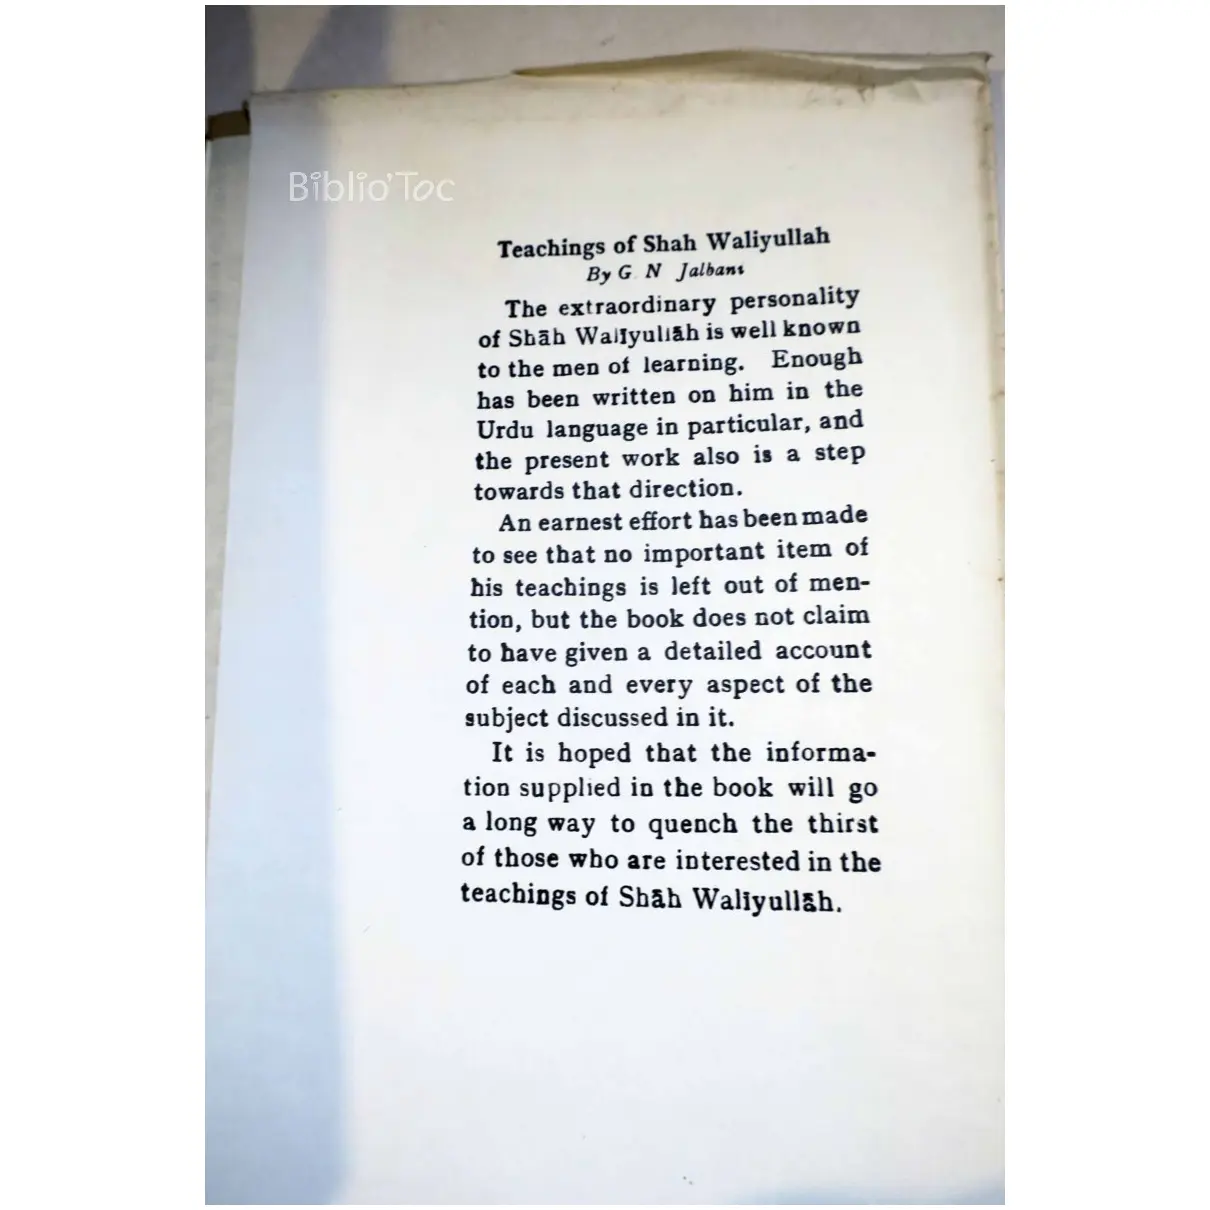 Biblio'Toc
Teachings of Shah Waliyullah
By G. N Jalbani
The extraordinary personality
of Shāh Walīyullāh is well known
to the men of learning. Enough
has been written on him in the
Urdu language in particular, and
the present work also is a step
towards that direction.
An earnest effort has been made
to see that no important item of
his teachings is left out of men-
tion, but the book does not claim
to have given a detailed account
of each and every aspect of the
subject discussed in it.
It is hoped that the informa-
tion supplied in the book will go
a long way to quench the thirst
of those who are interested in the
teachings of Shāh Walīyullāh.